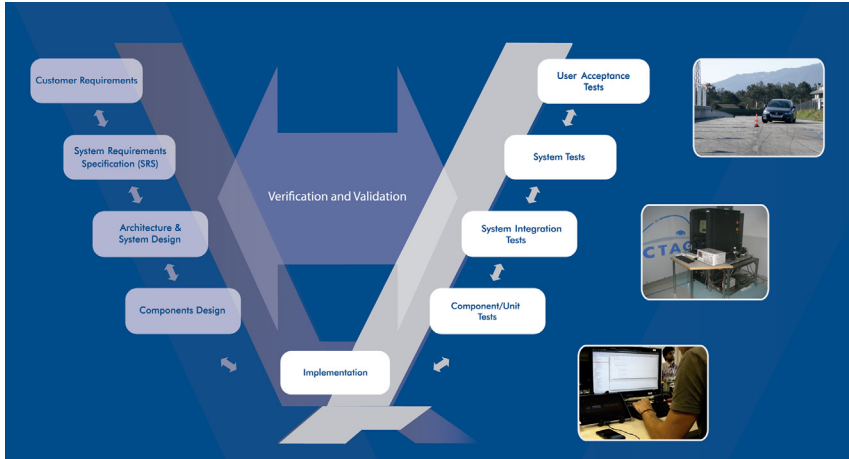 Customer Requirements
System Requirements
Specification (SRS)
Architecture &
System Design
Components Design
Implementation
Verification and Validation
User Acceptance
Tests
System Tests
System Integration
Tests
Component/Unit
Tests
CTAG